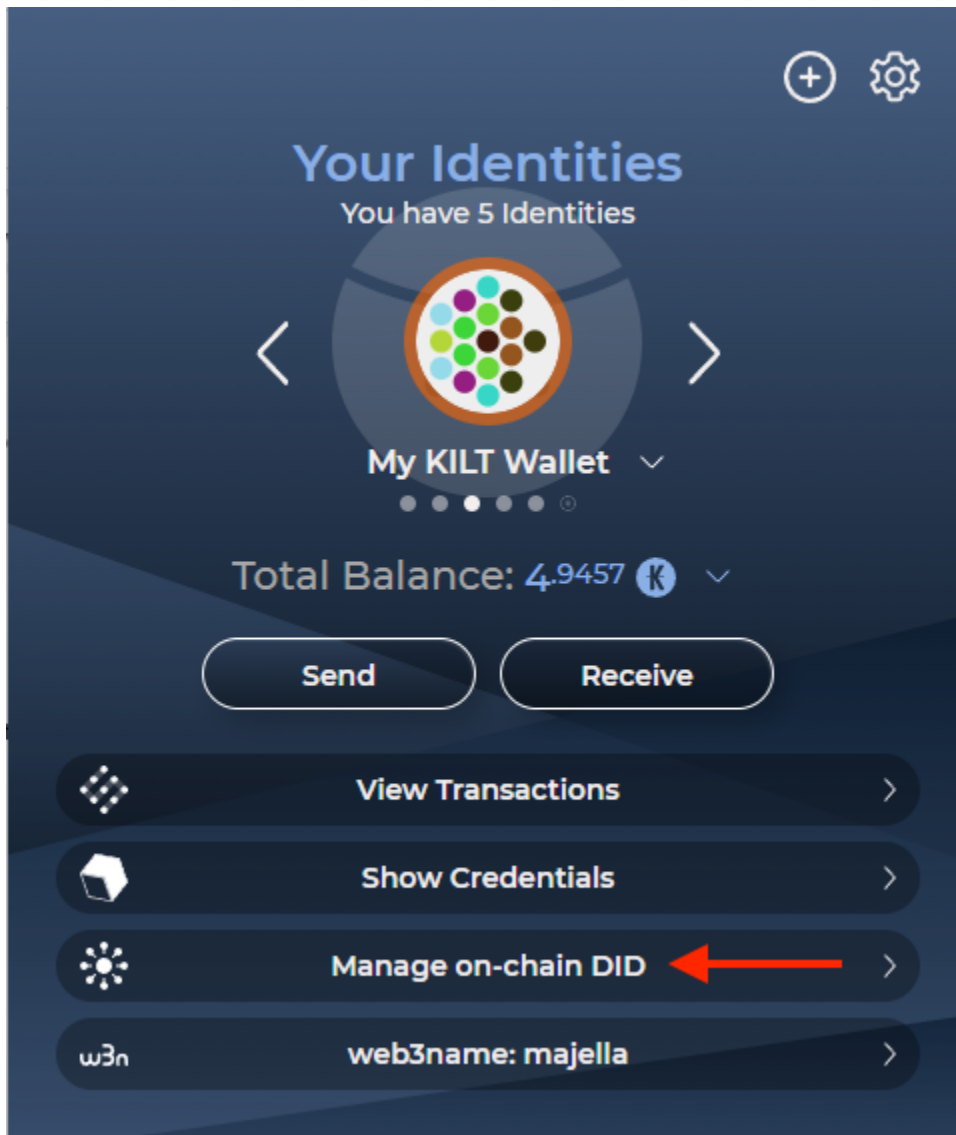 Your Identities
You have 5 Identities
My KILT Wallet
Total Balance: 4.9457 K
Send
Receive
View Transactions
Show Credentials
Manage on-chain DID
w3n
web3name: majella